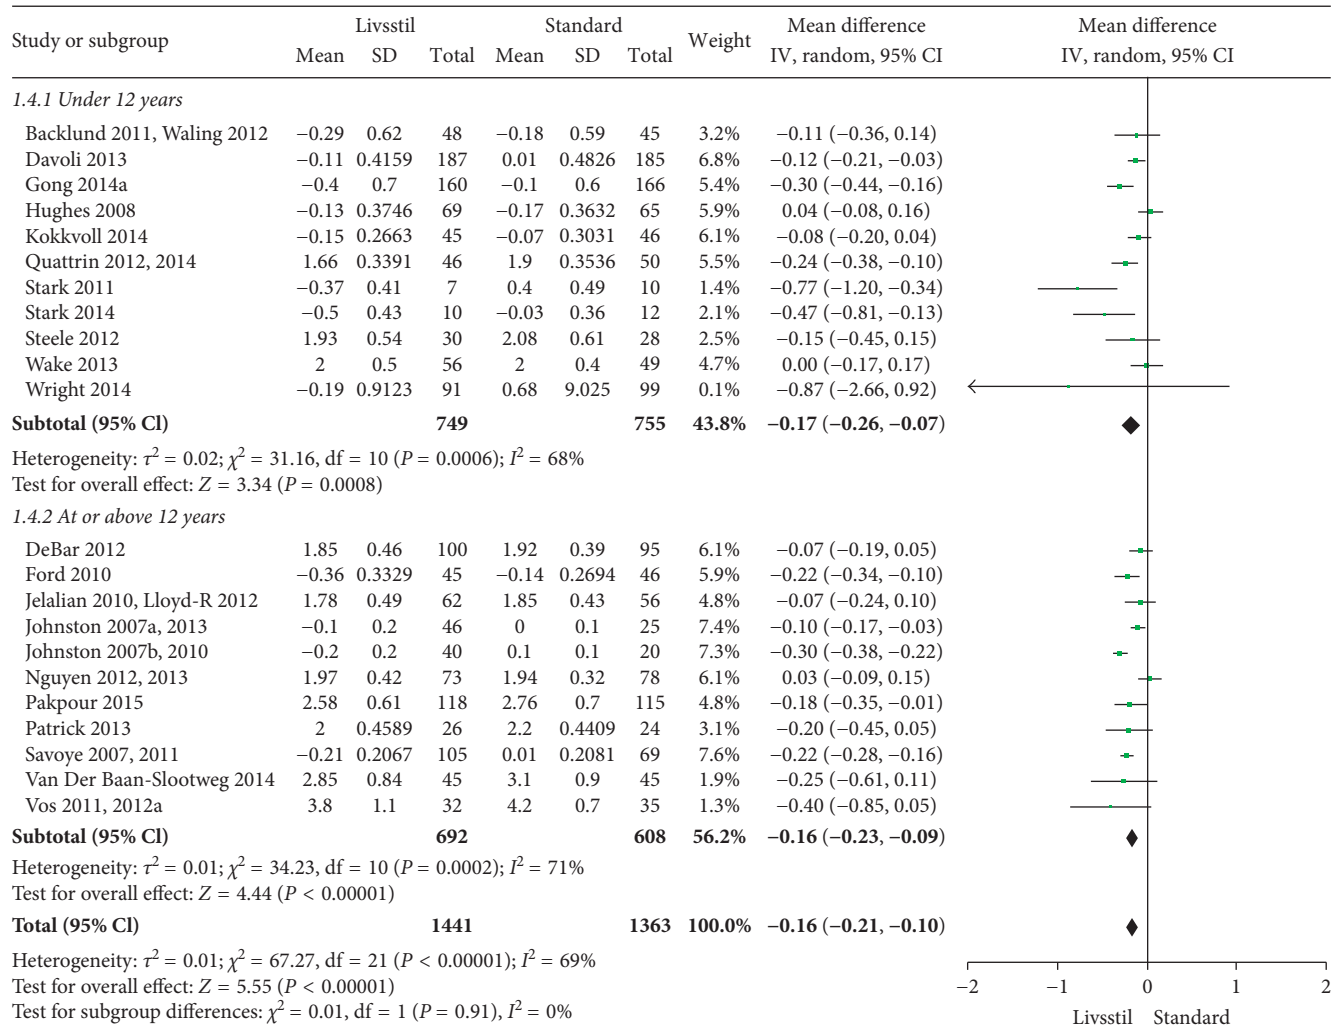 Livsstil Standard Mean difference Mean difference
Study or subgroup Mean SD Total Mean SD Total Weight IV, random, 95% CI IV, random, 95% CI
1.4.1 Under 12 years
Backlund 2011, Waling 2012 −0.29 0.62 48 −0.18 0.59 45 3.2% −0.11 (−0.36, 0.14)
Davoli 2013 −0.11 0.4159 187 0.01 0.4826 185 6.8% −0.12 (−0.21, −0.03)
Gong 2014a −0.4 0.7 160 −0.1 0.6 166 5.4% −0.30 (−0.44, −0.16)
Hughes 2008 −0.13 0.3746 69 −0.17 0.3632 65 5.9% 0.04 (−0.08, 0.16)
Kokkvoll 2014 −0.15 0.2663 45 −0.07 0.3031 46 6.1% −0.08 (−0.20, 0.04)
Quattrin 2012, 2014 1.66 0.3391 46 1.9 0.3536 50 5.5% −0.24 (−0.38, −0.10)
Stark 2011 −0.37 0.41 7 0.4 0.49 10 1.4% −0.77 (−1.20, −0.34)
Stark 2014 −0.5 0.43 10 −0.03 0.36 12 2.1% −0.47 (−0.81, −0.13)
Steele 2012 1.93 0.54 30 2.08 0.61 28 2.5% −0.15 (−0.45, 0.15)
Wake 2013 2 0.5 56 2 0.4 49 4.7% 0.00 (−0.17, 0.17)
Wright 2014 −0.19 0.9123 91 0.68 9.025 99 0.1% −0.87 (−2.66, 0.92)
Subtotal (95% Cl) 749 755 43.8% −0.17 (−0.26, −0.07)
Heterogeneity: τ² = 0.02; χ² = 31.16, df = 10 (P = 0.0006); I² = 68%
Test for overall effect: Z = 3.34 (P = 0.0008)
1.4.2 At or above 12 years
DeBar 2012 1.85 0.46 100 1.92 0.39 95 6.1% −0.07 (−0.19, 0.05)
Ford 2010 −0.36 0.3329 45 −0.14 0.2694 46 5.9% −0.22 (−0.34, −0.10)
Jelalian 2010, Lloyd-R 2012 1.78 0.49 62 1.85 0.43 56 4.8% −0.07 (−0.24, 0.10)
Johnston 2007a, 2013 −0.1 0.2 46 0 0.1 25 7.4% −0.10 (−0.17, −0.03)
Johnston 2007b, 2010 −0.2 0.2 40 0.1 0.1 20 7.3% −0.30 (−0.38, −0.22)
Nguyen 2012, 2013 1.97 0.42 73 1.94 0.32 78 5.9% 0.03 (−0.09, 0.15)
Pakpour 2015 2.58 0.61 118 2.76 0.7 115 4.8% −0.18 (−0.35, −0.01)
Patrick 2013 2 0.4589 26 2.2 0.4409 24 3.1% −0.20 (−0.45, 0.05)
Savoye 2007, 2011 −0.21 0.2067 105 0.01 0.2081 69 7.6% −0.22 (−0.28, −0.16)
Van Der Baan-Slootweg 2014 2.85 0.84 45 3.1 0.9 45 1.9% −0.25 (−0.61, 0.11)
Vos 2011, 2012a 3.8 1.1 32 4.2 0.7 35 1.3% −0.40 (−0.85, 0.05)
Subtotal (95% Cl) 692 608 56.2% −0.16 (−0.23, −0.09)
Heterogeneity: τ² = 0.01; χ² = 34.23, df = 10 (P = 0.0002); I² = 71%
Test for overall effect: Z = 4.44 (P < 0.00001)
Total (95% Cl) 1441 1363 100.0% −0.16 (−0.21, −0.10)
Heterogeneity: τ² = 0.01; χ² = 67.27, df = 21 (P < 0.00001); I² = 69%
Test for overall effect: Z = 5.55 (P < 0.00001)
Test for subgroup differences: χ² = 0.01, df = 1 (P = 0.91), I² = 0%
−2 −1 0 1 2
Livsstil Standard